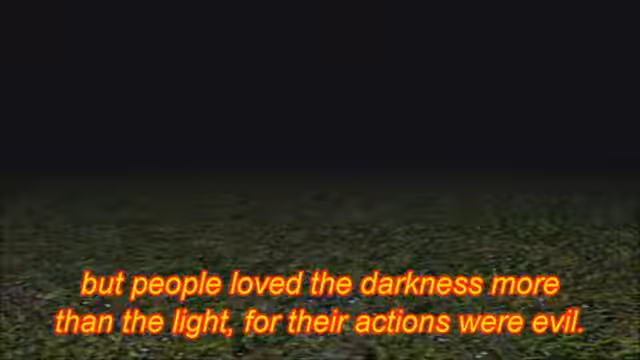 but people loved the darkness more
than the light, for their actions were evil.